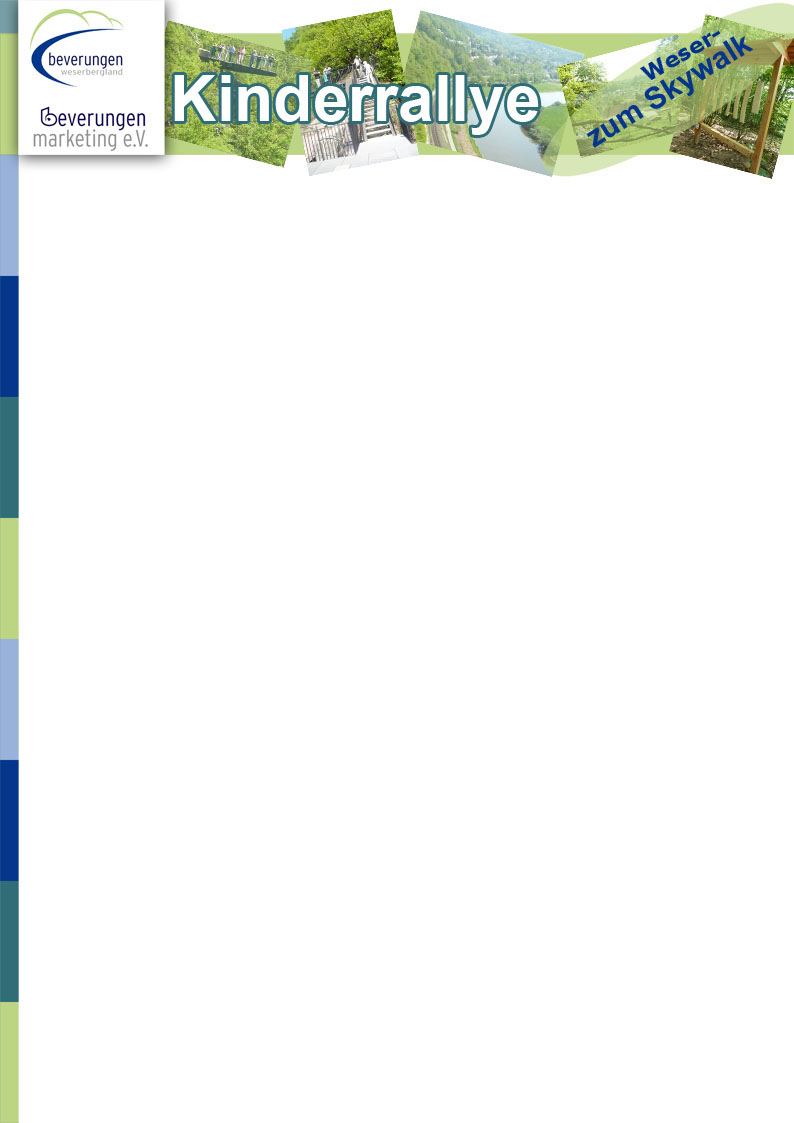 beverungen
weserbergland
beverungen
marketing e.V.
Kinderrallye
Weser-
zum Skywalk